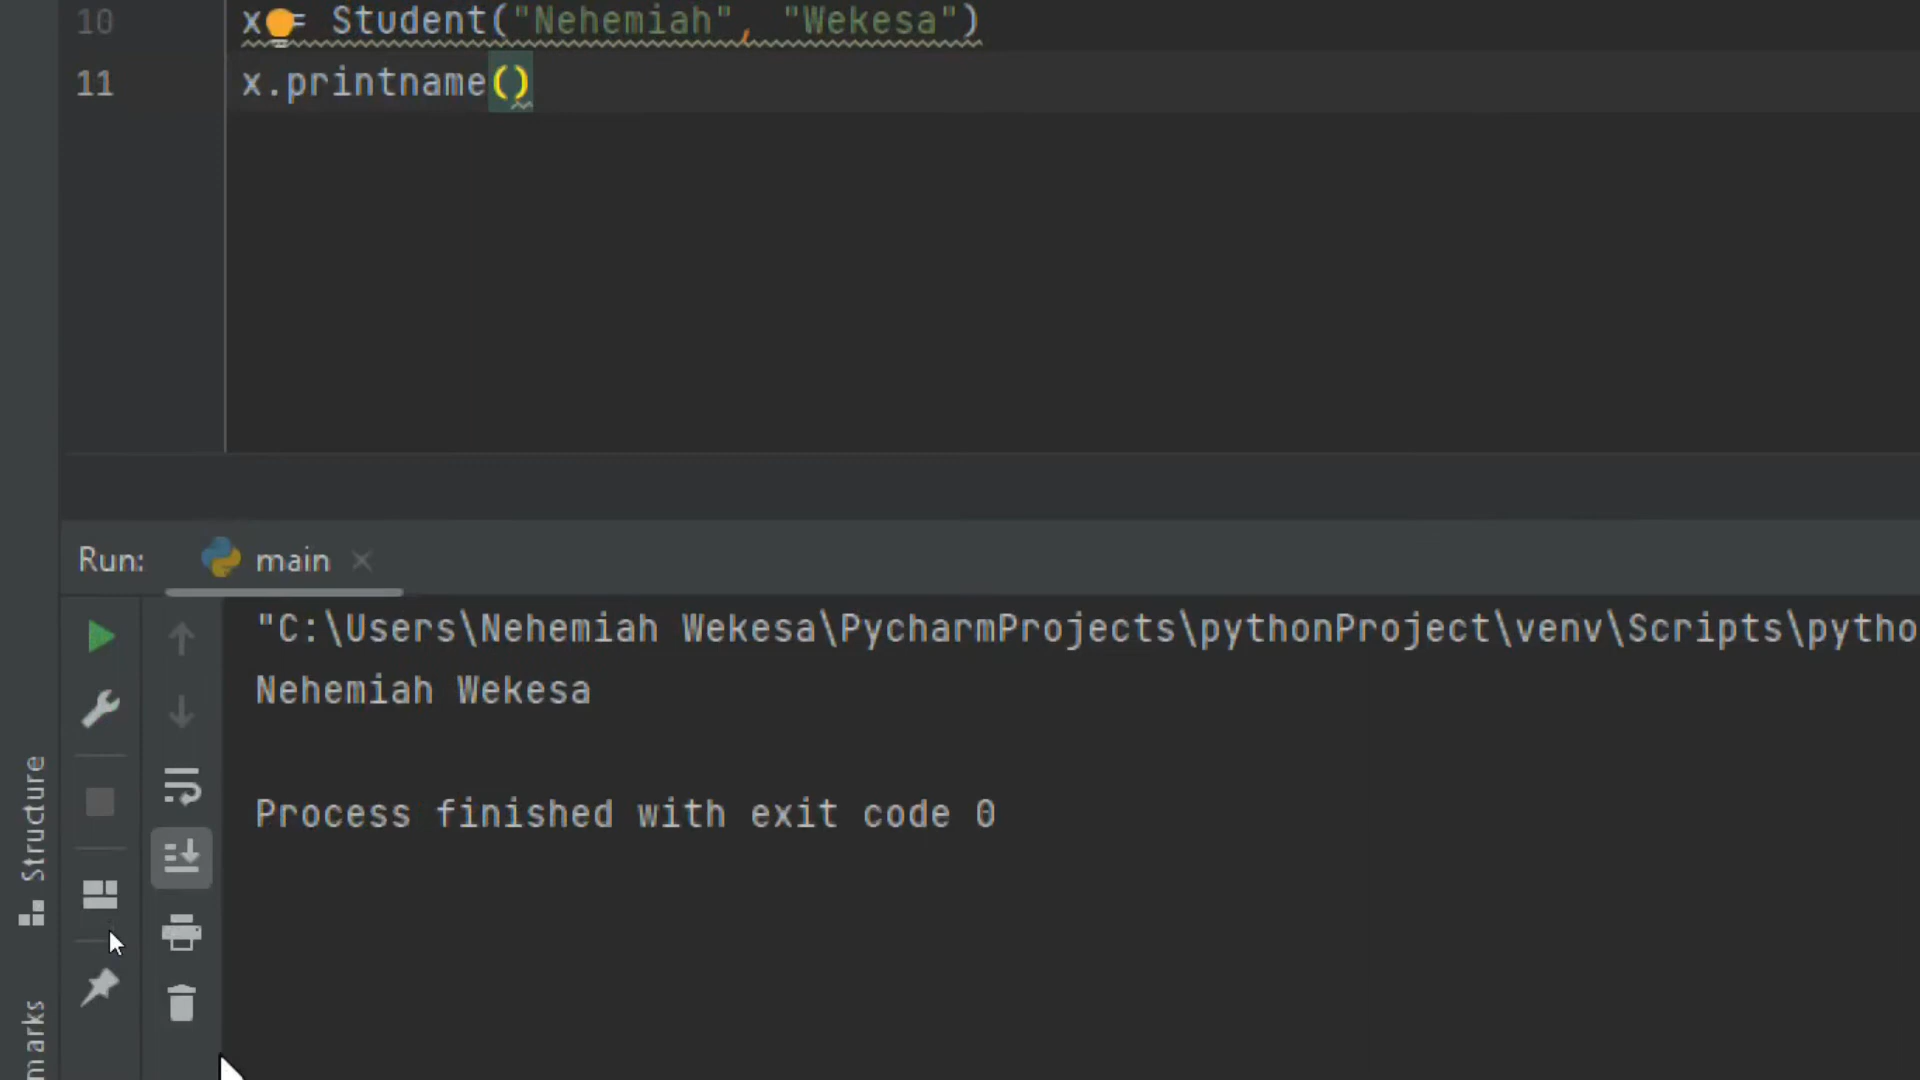 10 x = Student("Nehemiah", "Wekesa")
11 x.printname()
Run: main
"C:\Users\Nehemiah Wekesa\PycharmProjects\pythonProject\venv\Scripts\pytho
Nehemiah Wekesa
Process finished with exit code 0
Structure
marks